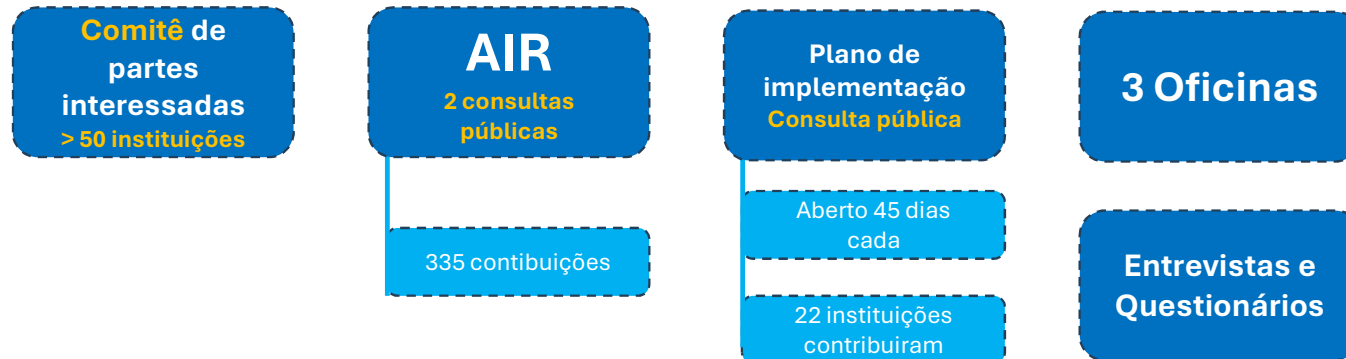 Comitê de
partes
interessadas
> 50 instituições
AIR
2 consultas
públicas
335 contibuições
Plano de
implementação
Consulta pública
Aberto 45 dias
cada
22 instituições
contribuiram
3 Oficinas
Entrevistas e
Questionários